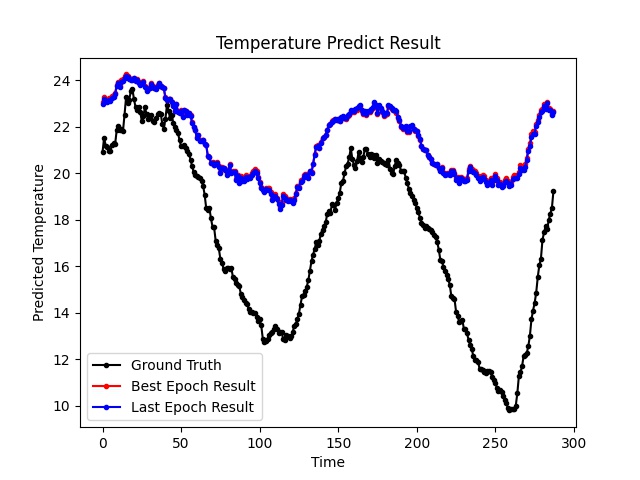 Temperature Predict Result
Predicted Temperature
24
22
20
18
16
14
12
10
Ground Truth
Best Epoch Result
Last Epoch Result
0 50 100 150 200 250 300
Time